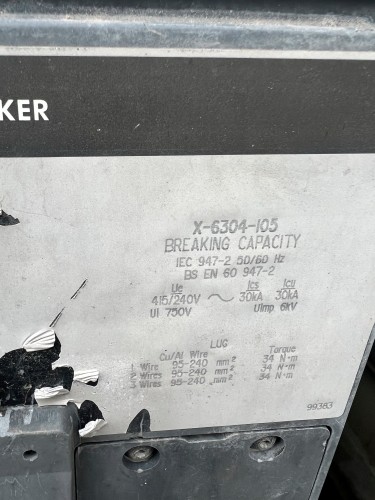 KER
X-6304-105
BREAKING CAPACITY
IEC 947-2 50/60 Hz
BS EN 60 947-2
Ue Ics Icu
415/240V ~ 30kA 30kA
UI 750V Uimp 6kV
LUG
Cu/Al Wire Torque
1 Wire 95-240 mm² 34 N·m
2 Wires 95-240 mm² 34 N·m
3 Wires 95-240 mm² 34 N·m
99383